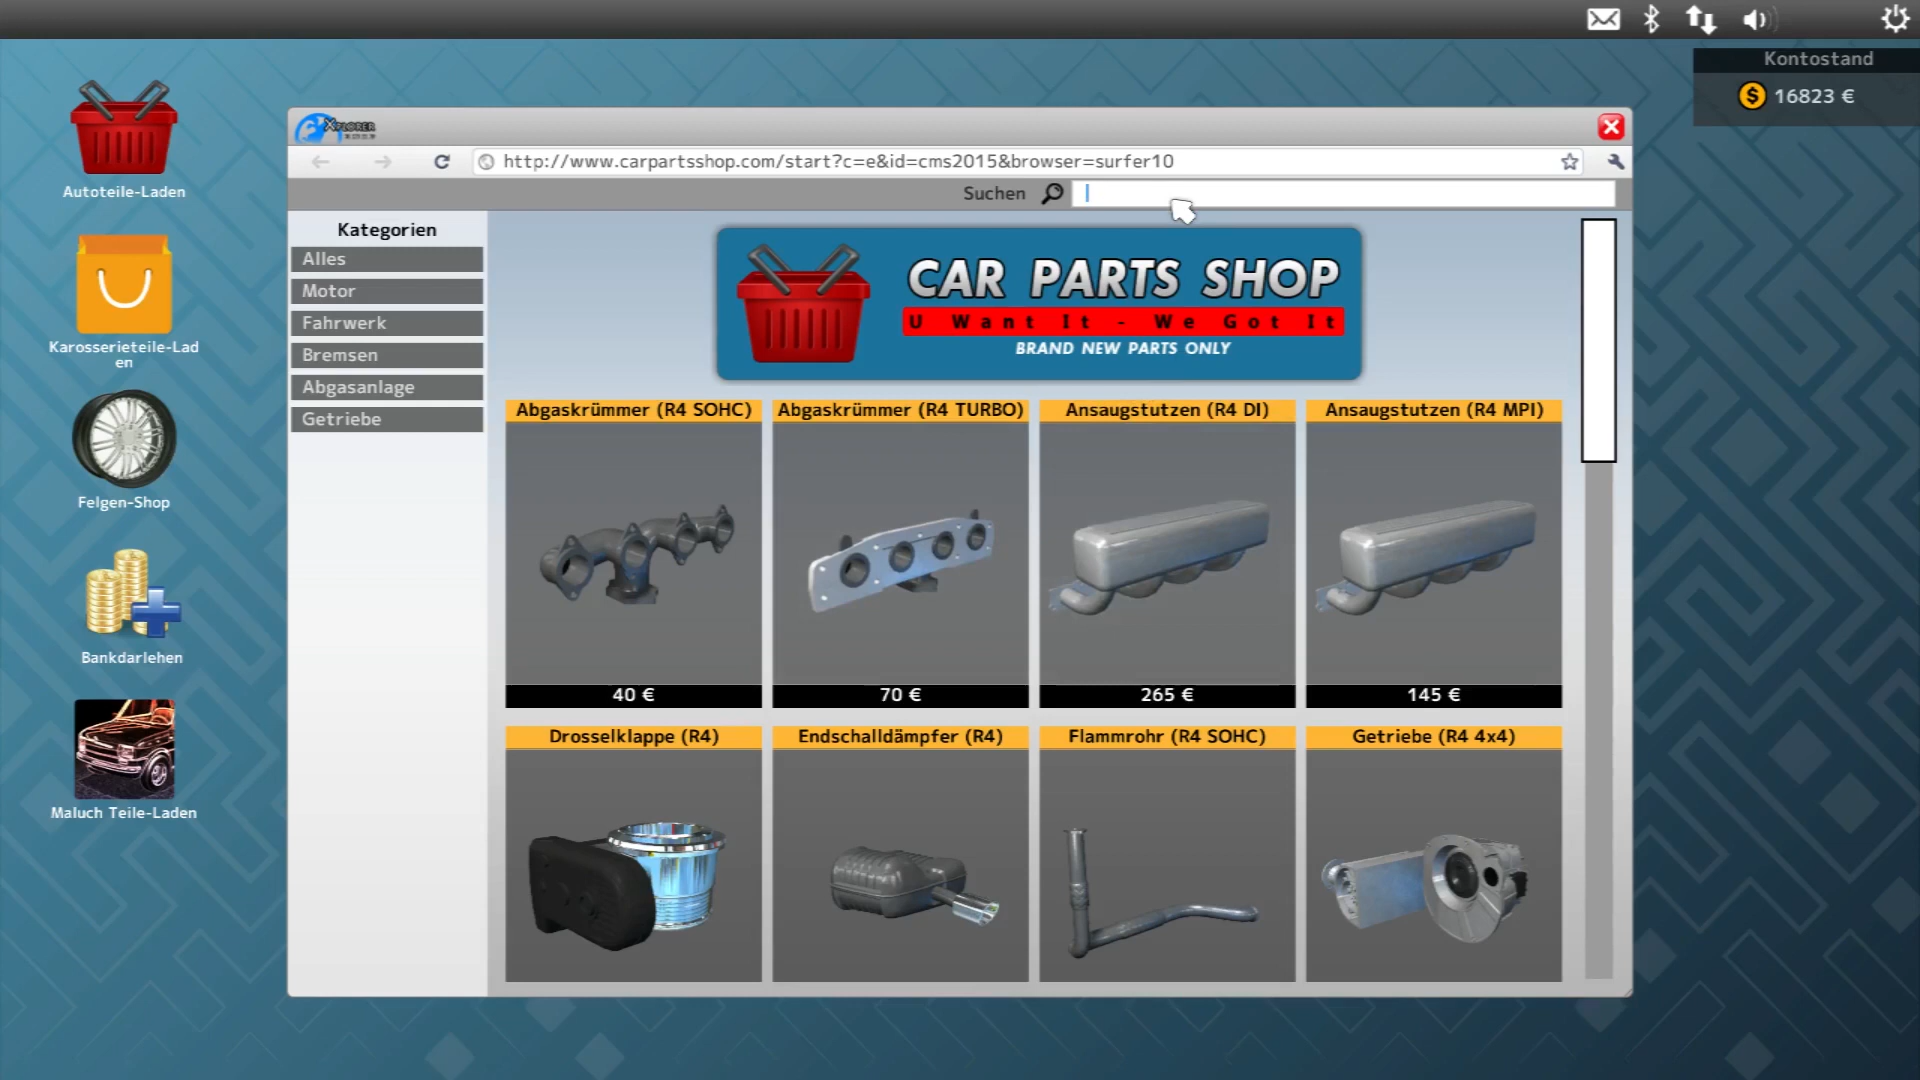 Kontostand
16823 €
Autoteile-Laden
Karosserieteile-Lad
en
Felgen-Shop
Bankdarlehen
Maluch Teile-Laden
XPLORER
http://www.carpartsshop.com/start?c=e&id=cms2015&browser=surfer10
Suchen
Kategorien
Alles
Motor
Fahrwerk
Bremsen
Abgasanlage
Getriebe
CAR PARTS SHOP
U Want It - We Got It
BRAND NEW PARTS ONLY
Abgaskrümmer (R4 SOHC)
Abgaskrümmer (R4 TURBO)
Ansaugstutzen (R4 DI)
Ansaugstutzen (R4 MPI)
40 €
70 €
265 €
145 €
Drosselklappe (R4)
Endschalldämpfer (R4)
Flammrohr (R4 SOHC)
Getriebe (R4 4x4)